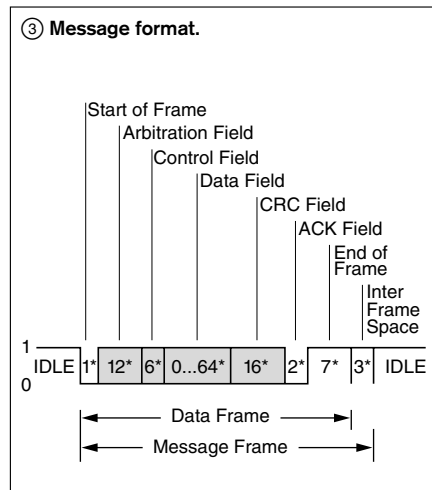 ③ Message format.
Start of Frame
Arbitration Field
Control Field
Data Field
CRC Field
ACK Field
End of
Frame
Inter
Frame
Space
1
IDLE 1* 12* 6* 0...64* 16* 2* 7* 3* IDLE
0
Data Frame
Message Frame